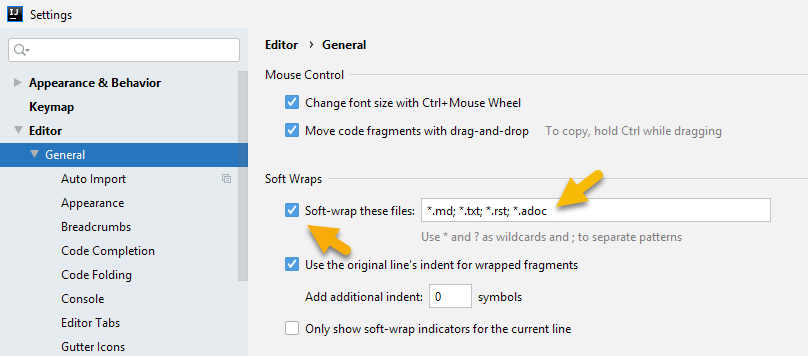 IJ Settings
Appearance & Behavior
Keymap
Editor
General
Auto Import
Appearance
Breadcrumbs
Code Completion
Code Folding
Console
Editor Tabs
Gutter Icons
Editor › General
Mouse Control
Change font size with Ctrl+Mouse Wheel
Move code fragments with drag-and-drop To copy, hold Ctrl while dragging
Soft Wraps
Soft-wrap these files: *.md; *.txt; *.rst; *.adoc
Use * and ? as wildcards and ; to separate patterns
Use the original line's indent for wrapped fragments
Add additional indent: 0 symbols
Only show soft-wrap indicators for the current line